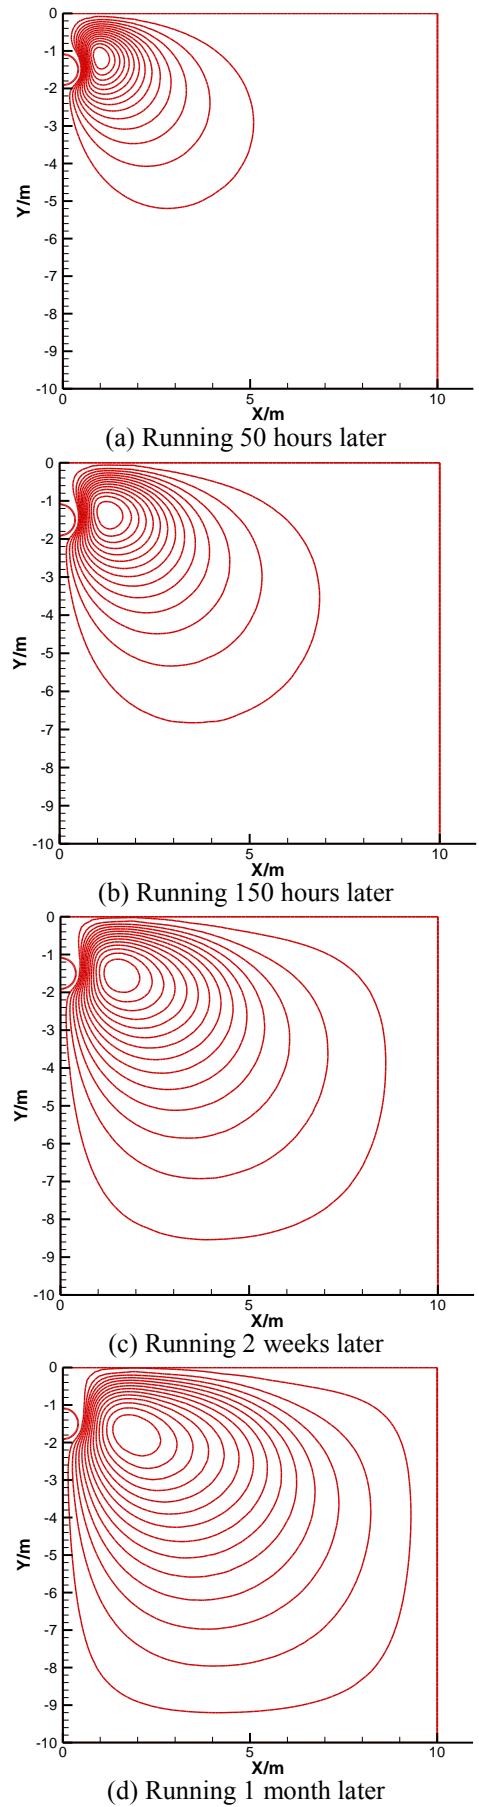 0
-1
-2
-3
-4
-5
-6
-7
-8
-9
-10
Y/m
0 5 10
X/m
(a) Running 50 hours later
0
-1
-2
-3
-4
-5
-6
-7
-8
-9
-10
Y/m
0 5 10
X/m
(b) Running 150 hours later
0
-1
-2
-3
-4
-5
-6
-7
-8
-9
-10
Y/m
0 5 10
X/m
(c) Running 2 weeks later
0
-1
-2
-3
-4
-5
-6
-7
-8
-9
-10
Y/m
0 5 10
X/m
(d) Running 1 month later